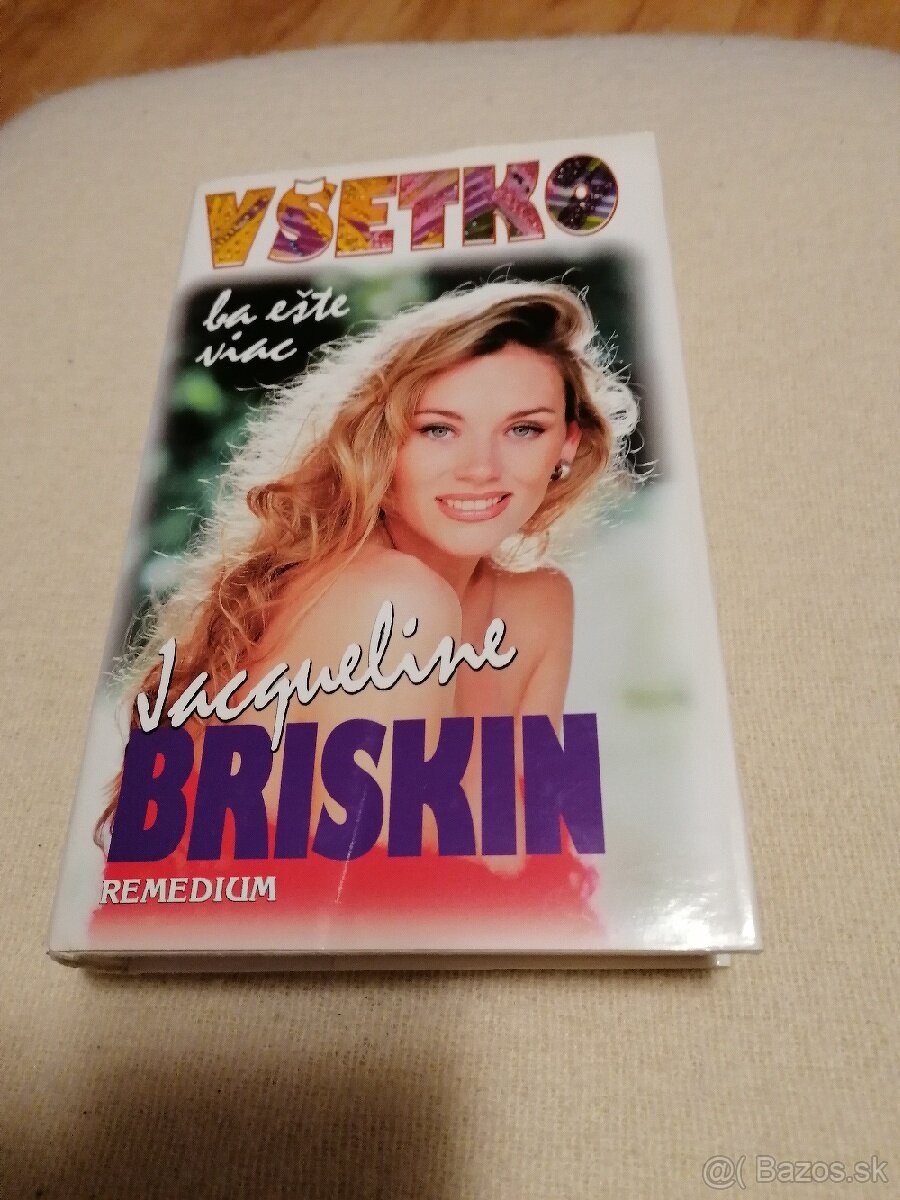 VŠETKO
ba ešte
viac
Jacqueline
BRISKIN
REMEDIUM
@( Bazos.sk